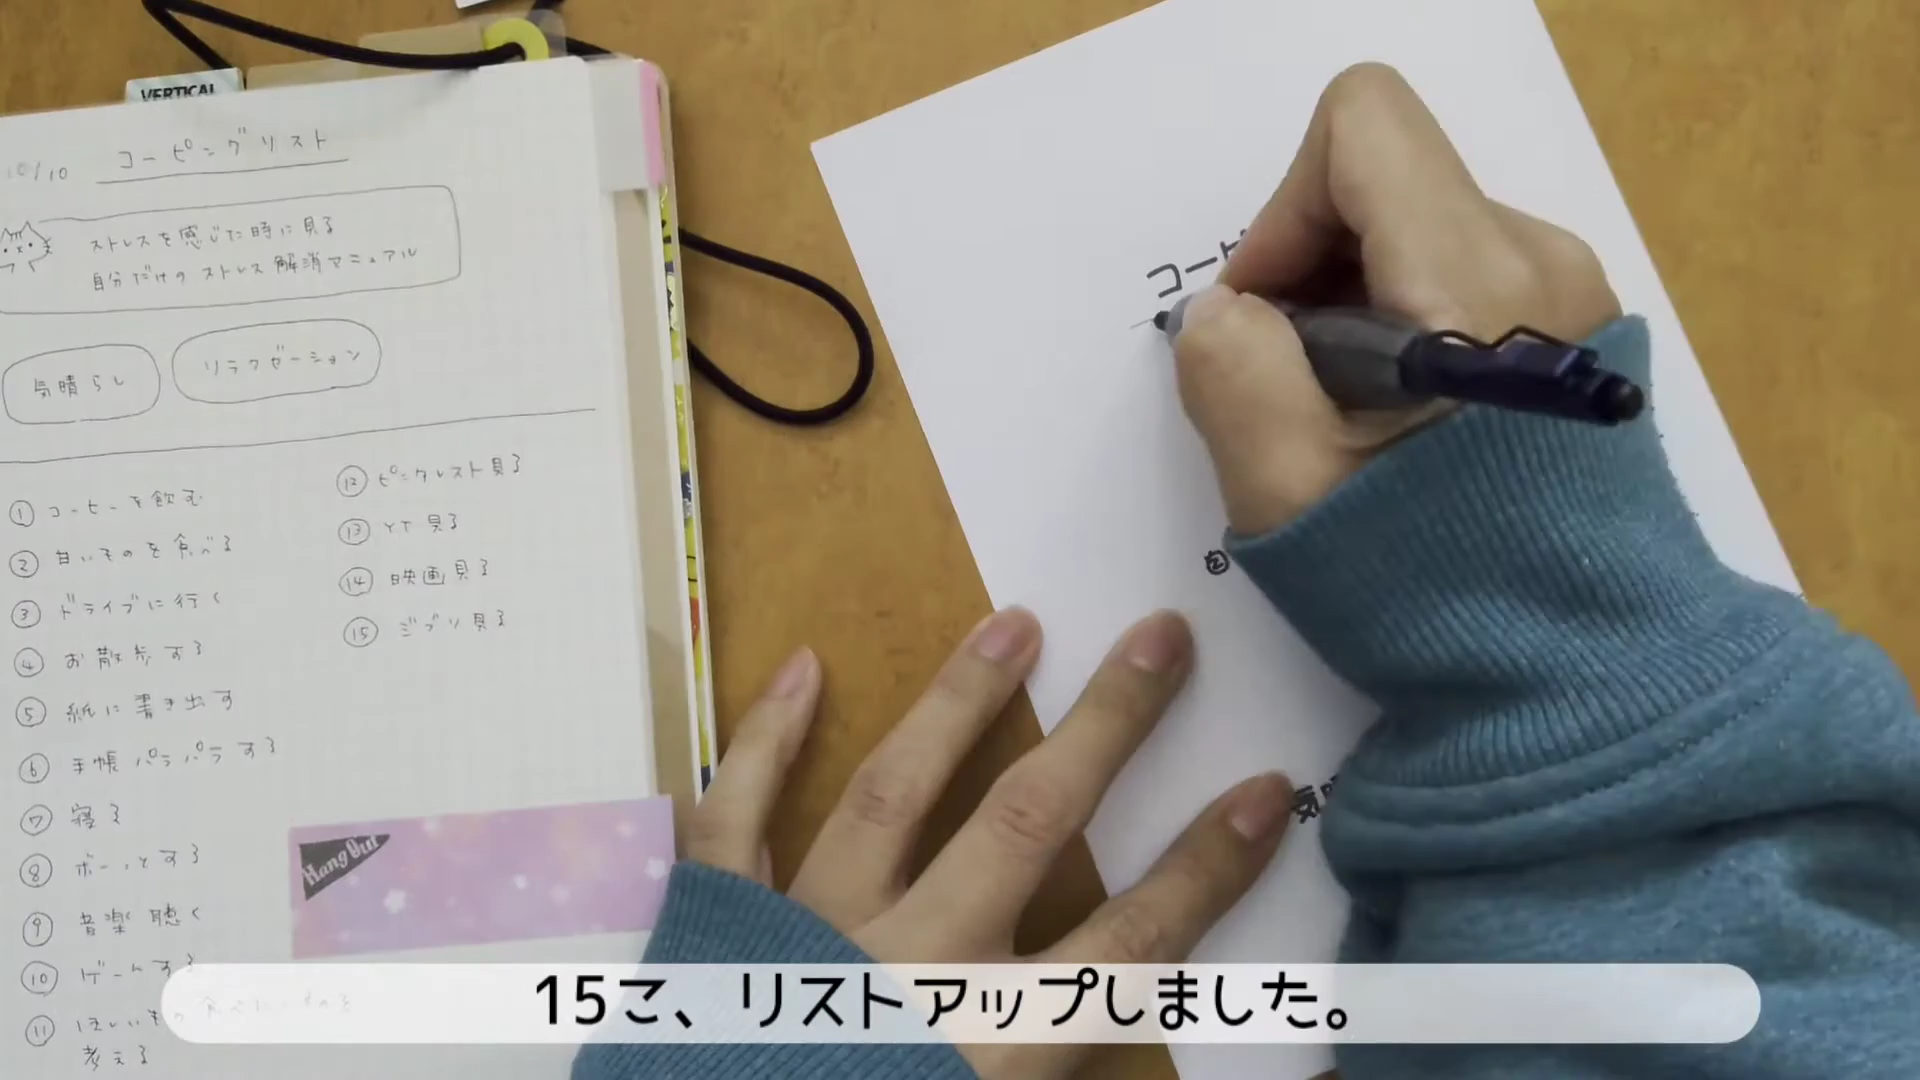 VERTICAL
10/10 コーピングリスト
ストレスを感じた時に見る
自分だけのストレス解消マニュアル
気晴らし
リラクゼーション
① コーヒーを飲む
② 甘いものを食べる
③ ドライブに行く
④ お散歩する
⑤ 紙に書き出す
⑥ 手帳パラパラする
⑦ 寝る
⑧ ボーッとする
⑨ 音楽聴く
⑩ ゲームする
⑪ ほしいもの
考える
⑫ ピンタレスト見る
⑬ YT見る
⑭ 映画見る
⑮ ジブリ見る
Hang Out
コーピ
②
気
15こ、リストアップしました。